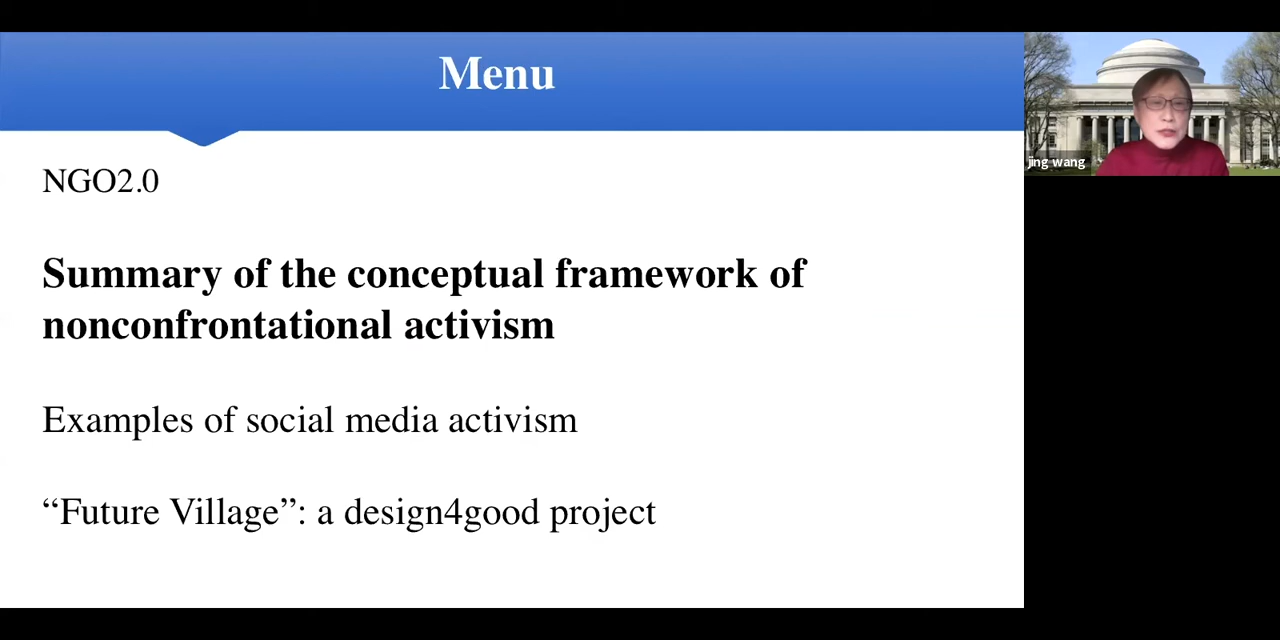 Menu
NGO2.0
Summary of the conceptual framework of
nonconfrontational activism
Examples of social media activism
“Future Village”: a design4good project
jing wang